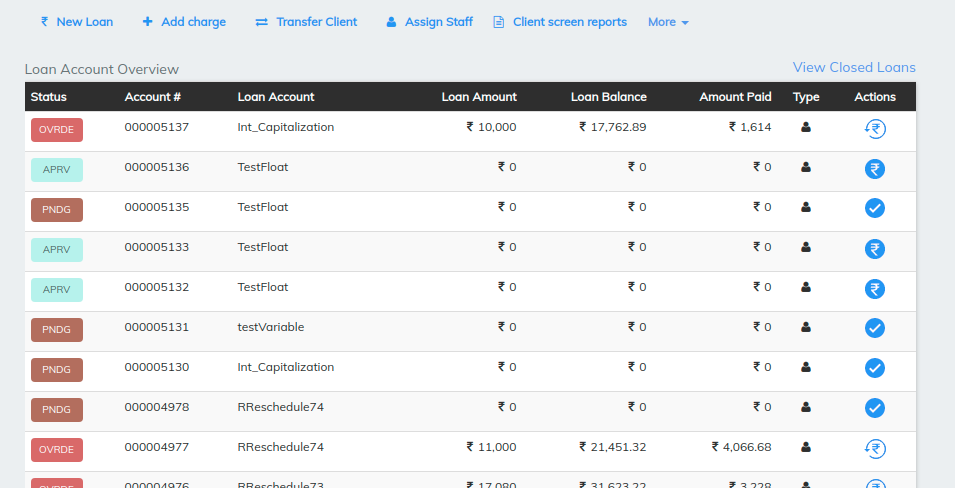 ₹ New Loan Add charge Transfer Client Assign Staff Client screen reports More
Loan Account Overview View Closed Loans
Status Account # Loan Account Loan Amount Loan Balance Amount Paid Type Actions
OVRDE 000005137 Int_Capitalization ₹ 10,000 ₹ 17,762.89 ₹ 1,614 ₹
APRV 000005136 TestFloat ₹ 0 ₹ 0 ₹ 0 ₹
PNDG 000005135 TestFloat ₹ 0 ₹ 0 ₹ 0
APRV 000005133 TestFloat ₹ 0 ₹ 0 ₹ 0 ₹
APRV 000005132 TestFloat ₹ 0 ₹ 0 ₹ 0 ₹
PNDG 000005131 testVariable ₹ 0 ₹ 0 ₹ 0
PNDG 000005130 Int_Capitalization ₹ 0 ₹ 0 ₹ 0
PNDG 000004978 RReschedule74 ₹ 0 ₹ 0 ₹ 0
OVRDE 000004977 RReschedule74 ₹ 11,000 ₹ 21,451.32 ₹ 4,066.68 ₹
OVRDE 000004976 RReschedule73 ₹ 17,080 ₹ 31,623.22 ₹ 3,228 ₹